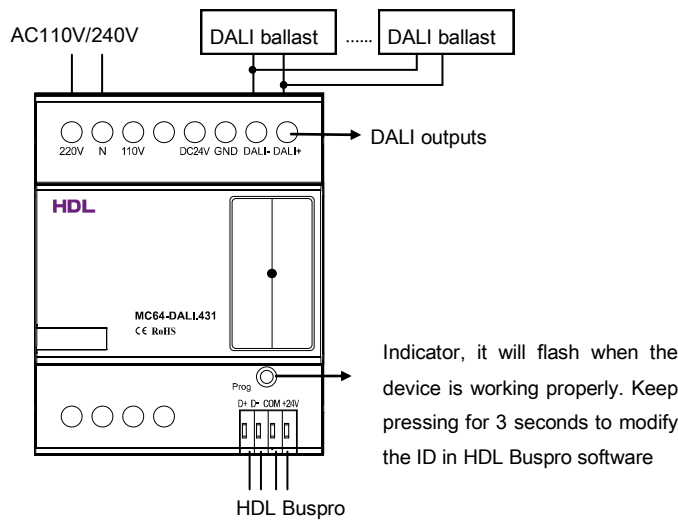 AC110V/240V
DALI ballast ...... DALI ballast
DALI outputs
220V N 110V DC24V GND DALI- DALI+
HDL
MC64-DALI.431
CE RoHS
Indicator, it will flash when the
device is working properly. Keep
pressing for 3 seconds to modify
the ID in HDL Buspro software
Prog
D+ D- COM +24V
HDL Buspro